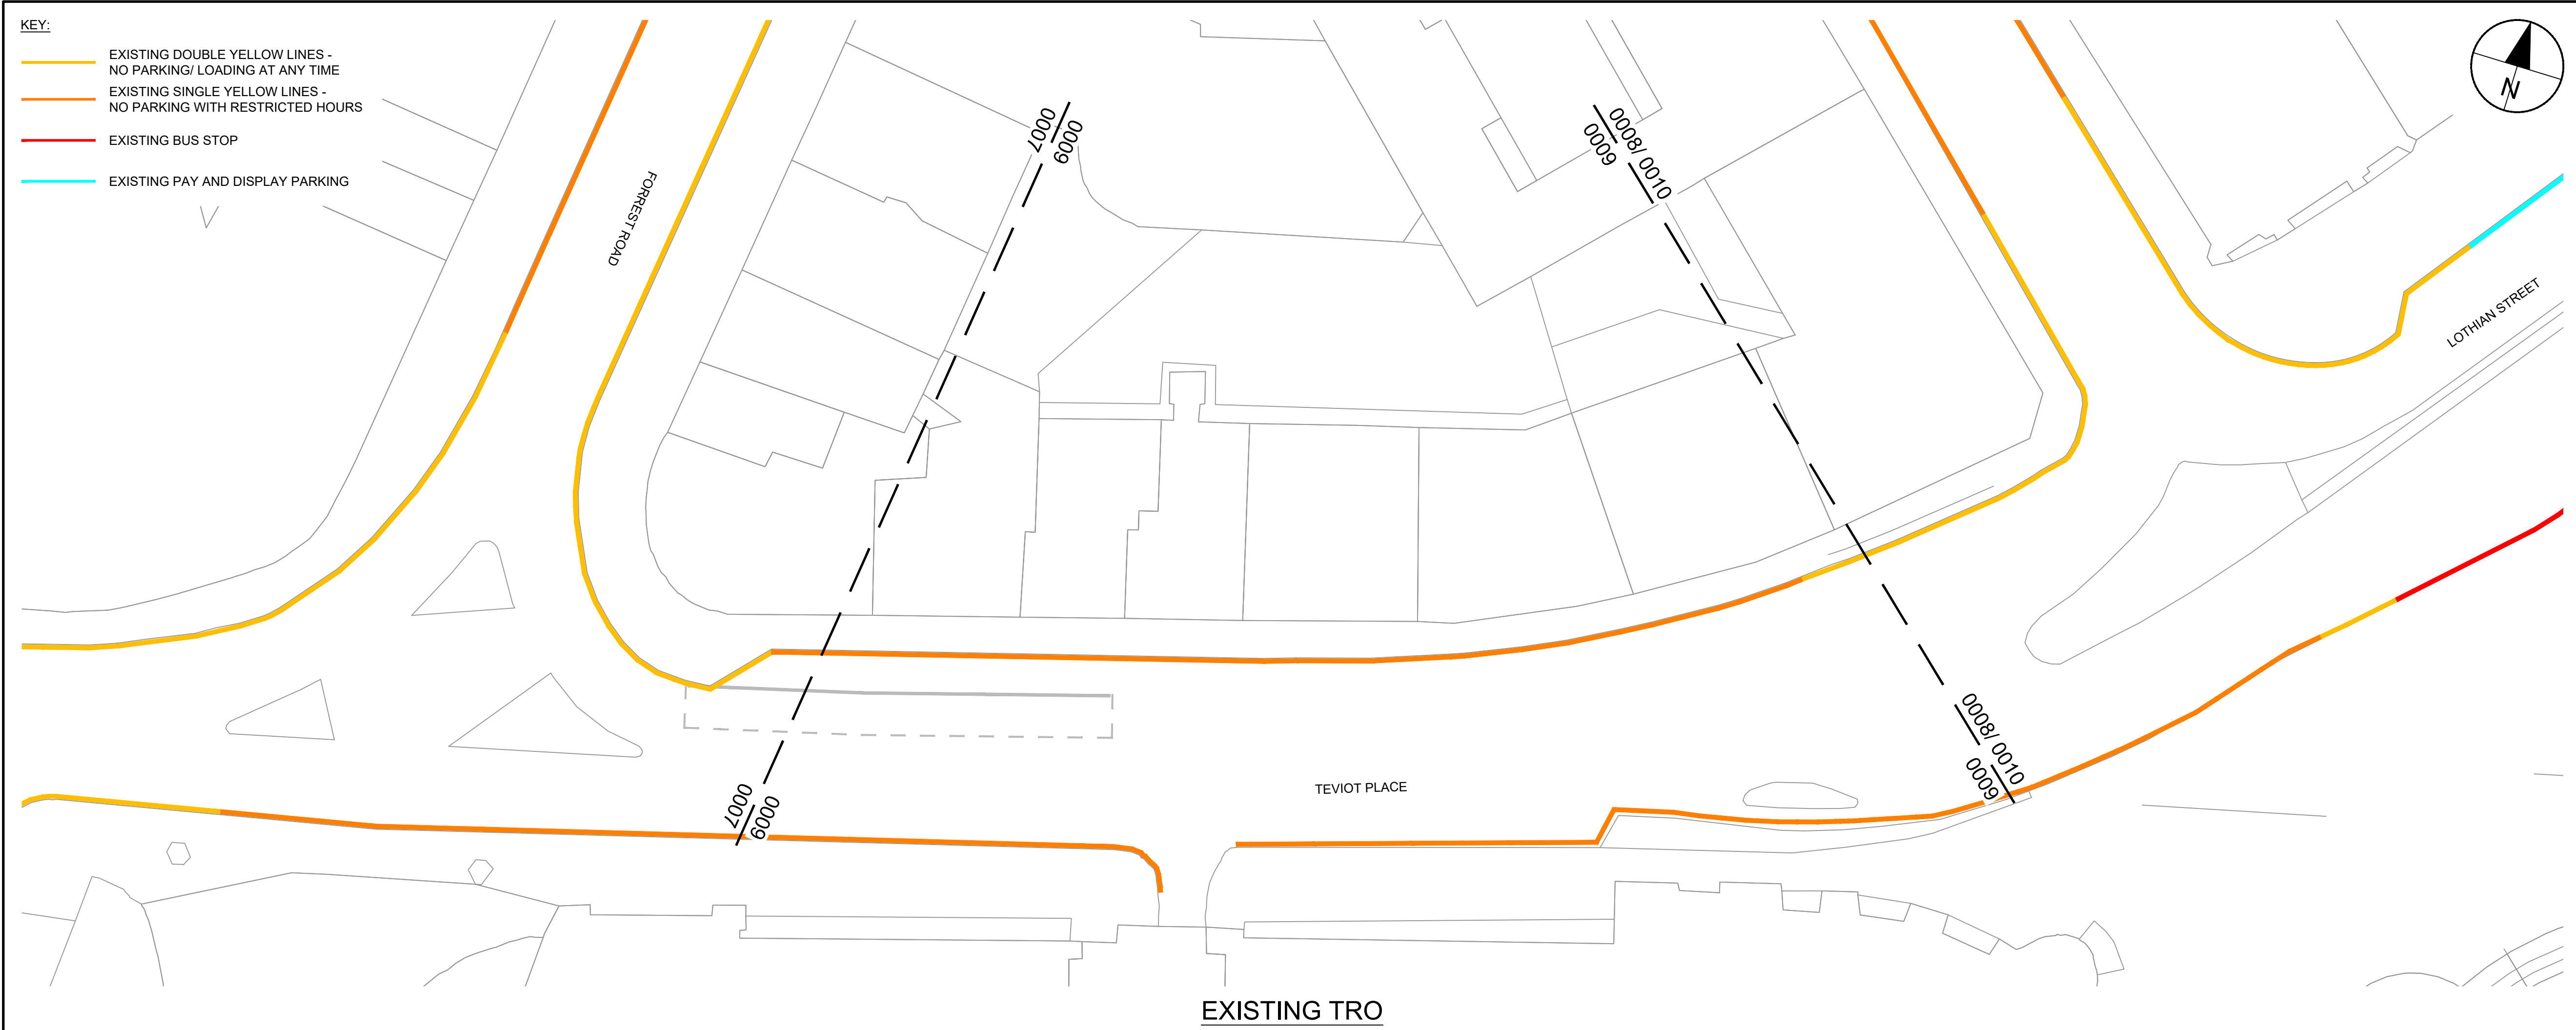 KEY:
EXISTING DOUBLE YELLOW LINES -
NO PARKING/ LOADING AT ANY TIME
EXISTING SINGLE YELLOW LINES -
NO PARKING WITH RESTRICTED HOURS
EXISTING BUS STOP
EXISTING PAY AND DISPLAY PARKING
N
FORREST ROAD
0007
0009
0008/ 0010
0009
LOTHIAN STREET
TEVIOT PLACE
0007
0009
0008/ 0010
0009
EXISTING TRO